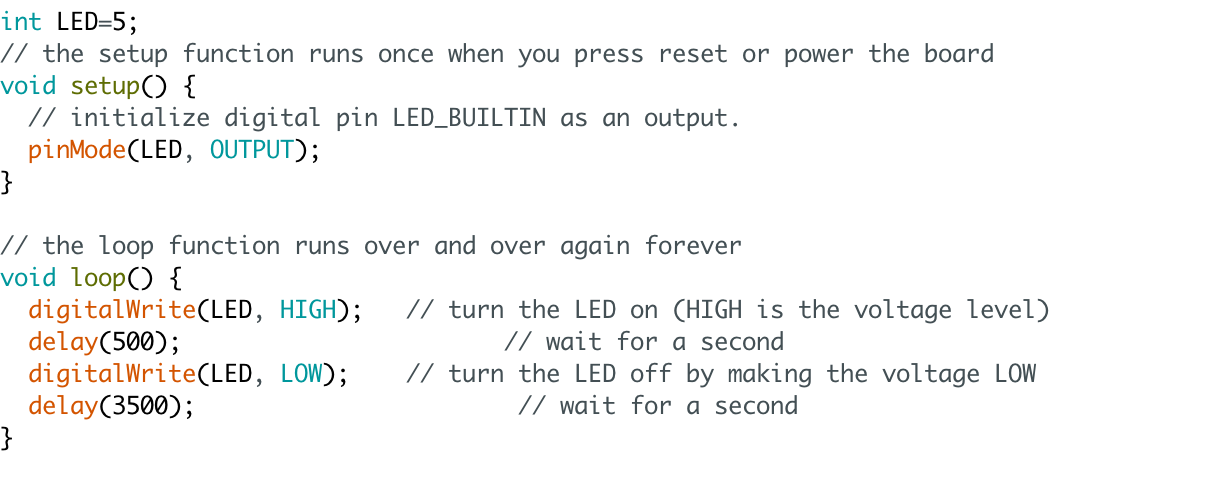 int LED=5;
// the setup function runs once when you press reset or power the board
void setup() {
  // initialize digital pin LED_BUILTIN as an output.
  pinMode(LED, OUTPUT);
}

// the loop function runs over and over again forever
void loop() {
  digitalWrite(LED, HIGH);   // turn the LED on (HIGH is the voltage level)
  delay(500);                       // wait for a second
  digitalWrite(LED, LOW);    // turn the LED off by making the voltage LOW
  delay(3500);                       // wait for a second
}